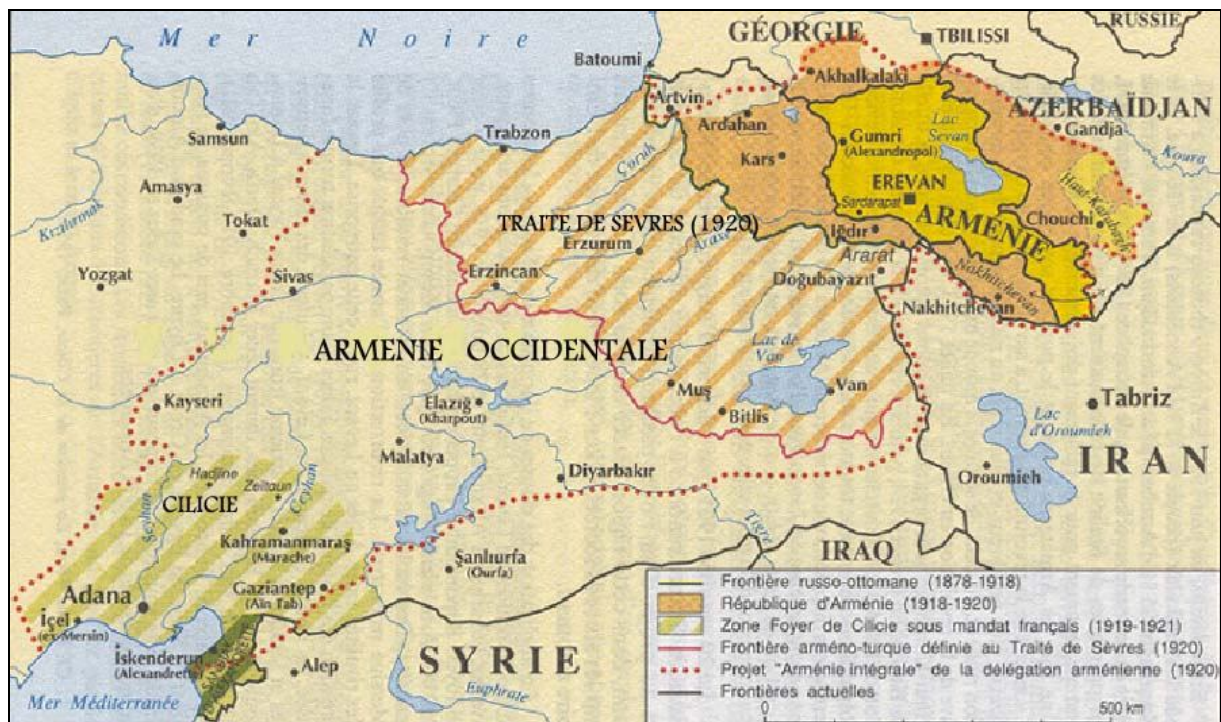 Mer Noire
GÉORGIE
RUSSIE
TBILISSI
Batoumi
Akhalkalaki
Artvin
AZERBAÏDJAN
Ardahan
Gandja
Samsun
Trabzon
Gumri
(Alexandropol)
Lac
Sevan
Koura
Çoruh
Kars
Amasya
EREVAN
Haut-Karabagh
Tokat
TRAITE DE SEVRES (1920)
Sardarapat
ARMÉNIE
Chouchi
Erzurum
Araxe
Iğdır
Ararat
Yozgat
Sivas
Erzincan
Doğubayazıt
Nakhitchevan
Nakhitchevan
ARMENIE OCCIDENTALE
Lac de
Van
Kayseri
Elazığ
(Kharpout)
Muş
Van
Tabriz
Bitlis
Lac
d'Oroumieh
Malatya
IRAN
Hadjine
Zeitoun
Ceyhan
Diyarbakır
Oroumieh
CILICIE
Seyhan
Tigre
Kahramanmaraş
(Marache)
Şanlıurfa
(Ourfa)
IRAQ
Gaziantep
(Aïn Tab)
Adana
İçel
(ex-Mersin)
İskenderun
(Alexandrette)
Alep
SYRIE
Euphrate
Mer Méditerranée
Frontière russo-ottomane (1878-1918)
République d'Arménie (1918-1920)
Zone Foyer de Cilicie sous mandat français (1919-1921)
Frontière arméno-turque définie au Traité de Sèvres (1920)
Projet "Arménie intégrale" de la délégation arménienne (1920)
Frontières actuelles
0 500 km